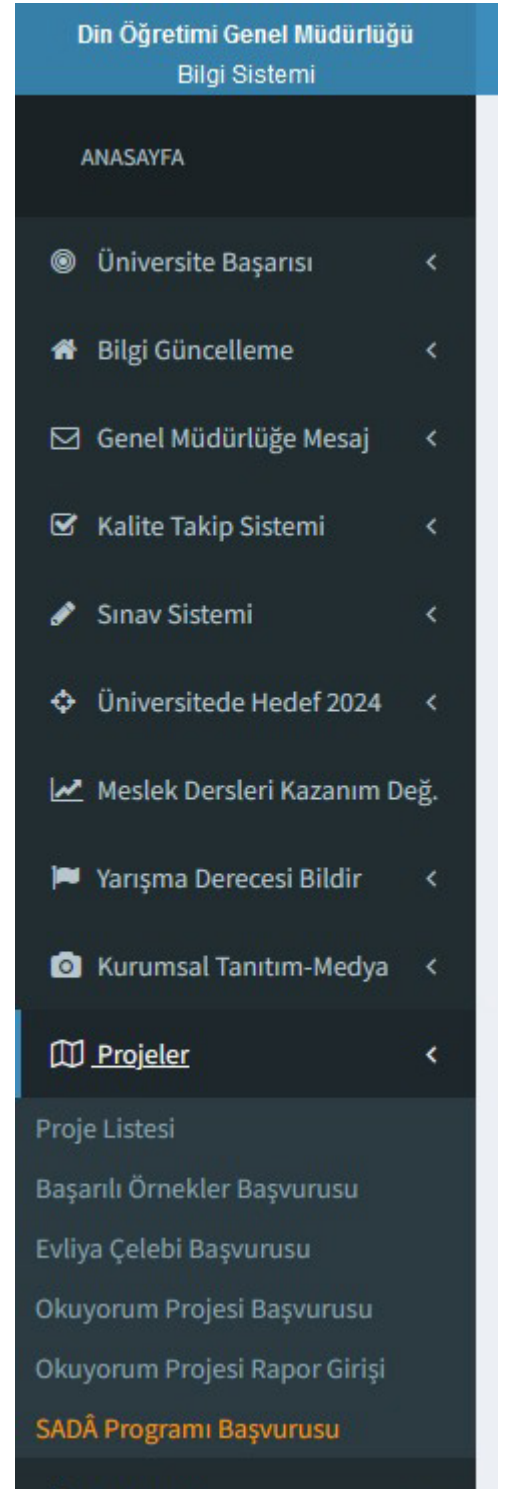 Din Öğretimi Genel Müdürlüğü
Bilgi Sistemi
ANASAYFA
Üniversite Başarısı
Bilgi Güncelleme
Genel Müdürlüğe Mesaj
Kalite Takip Sistemi
Sınav Sistemi
Üniversitede Hedef 2024
Meslek Dersleri Kazanım Değ.
Yarışma Derecesi Bildir
Kurumsal Tanıtım-Medya
Projeler
Proje Listesi
Başarılı Örnekler Başvurusu
Evliya Çelebi Başvurusu
Okuyorum Projesi Başvurusu
Okuyorum Projesi Rapor Girişi
SADÂ Programı Başvurusu